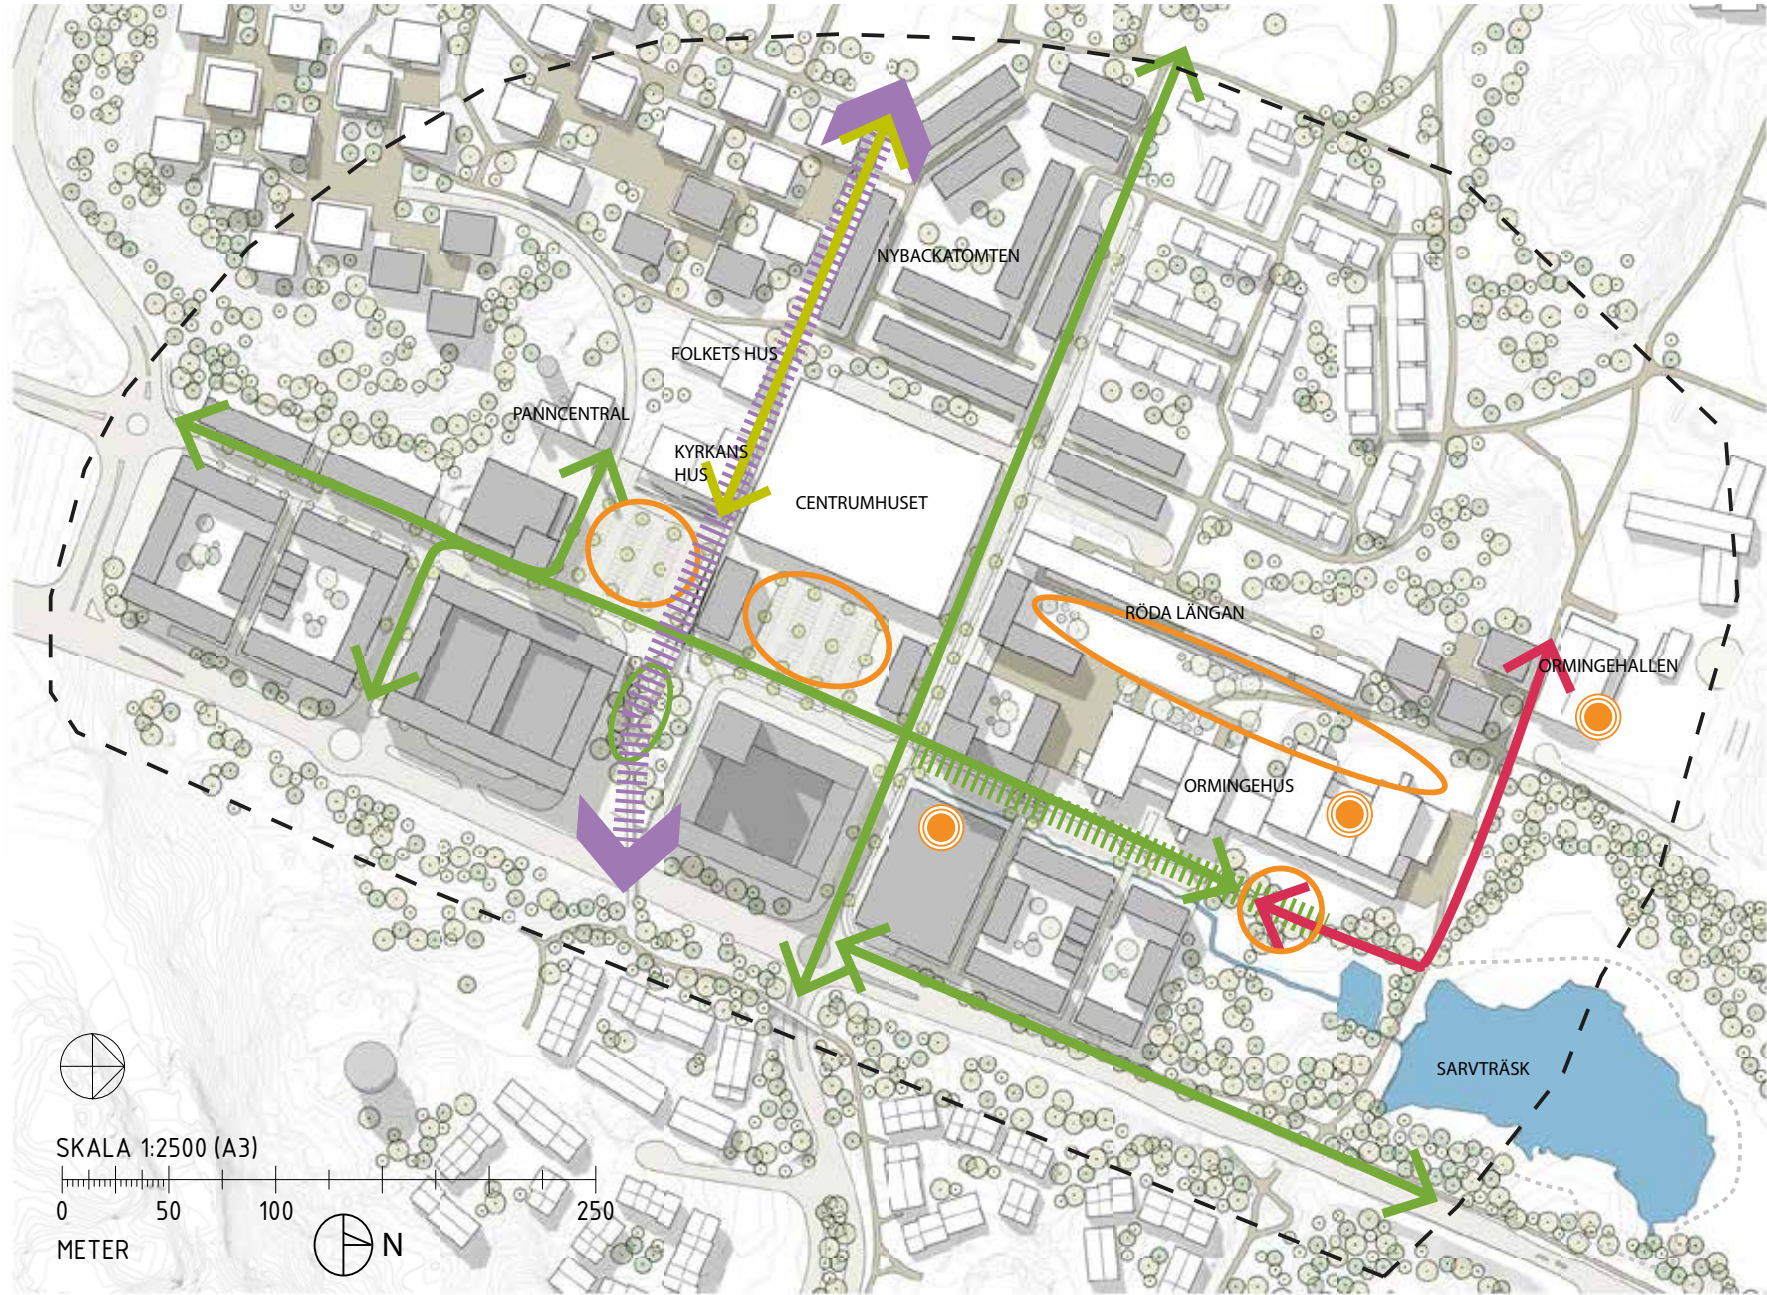 NYBACKATOMTEN
FOLKETS HUS
PANNCENTRAL
KYRKANS
HUS
CENTRUMHUSET
RÖDA LÄNGAN
ORMINGEHALLEN
ORMINGEHUS
SARVTRÄSK
SKALA 1:2500 (A3)
0 50 100 250
METER
N